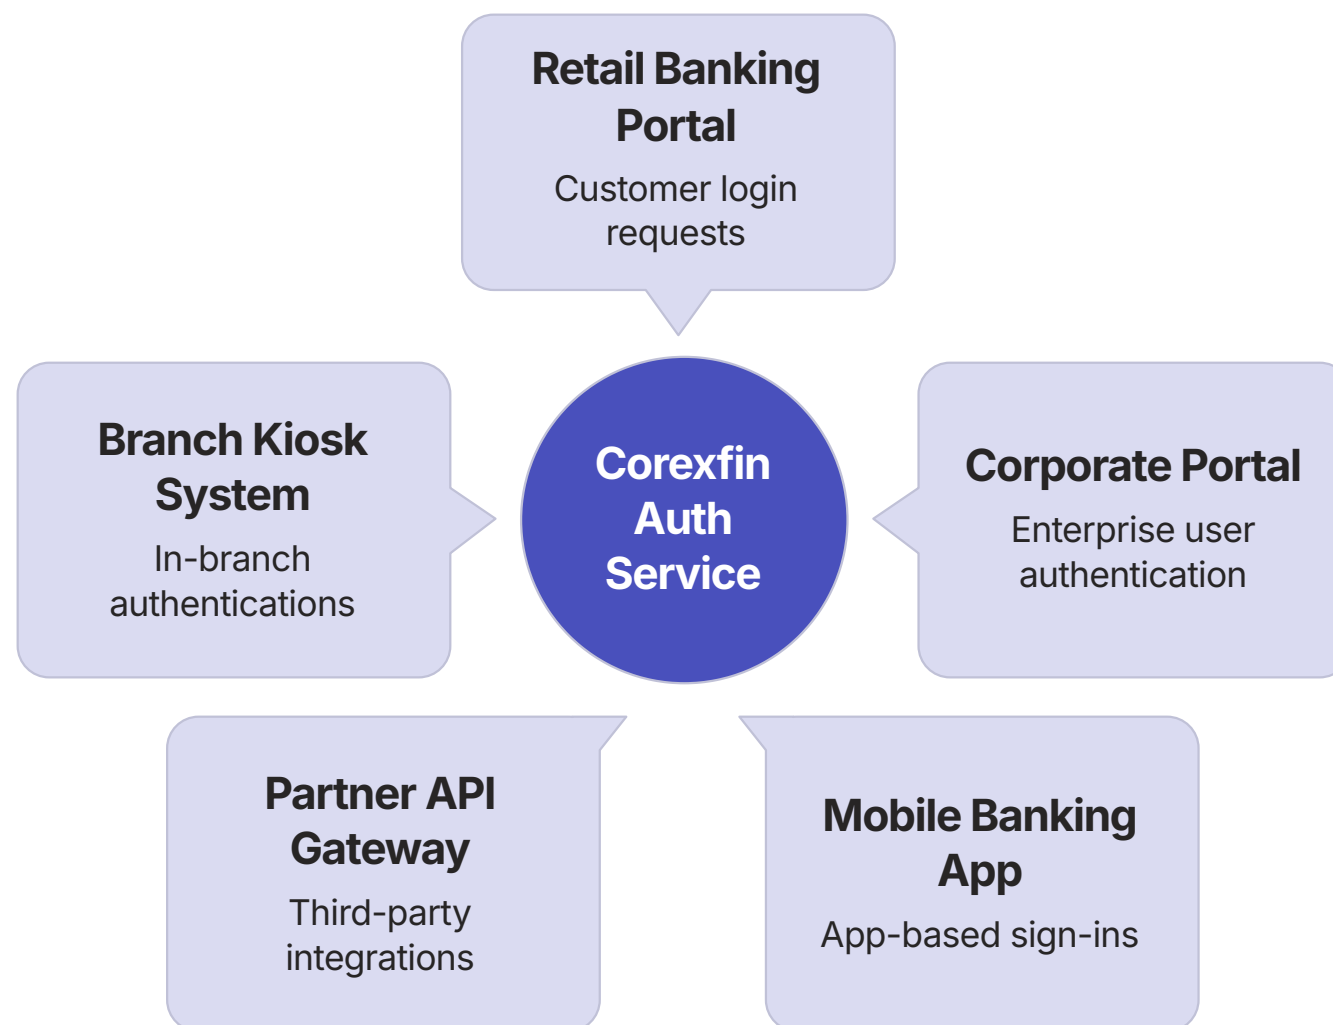 Retail Banking
Portal
Customer login
requests
Branch Kiosk
System
In-branch
authentications
Corexfin
Auth
Service
Corporate Portal
Enterprise user
authentication
Partner API
Gateway
Third-party
integrations
Mobile Banking
App
App-based sign-ins